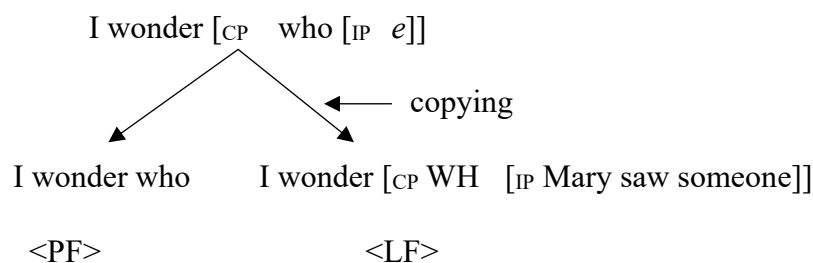 I wonder [CP who [IP e]]
copying
I wonder who I wonder [CP WH [IP Mary saw someone]]
<PF> <LF>